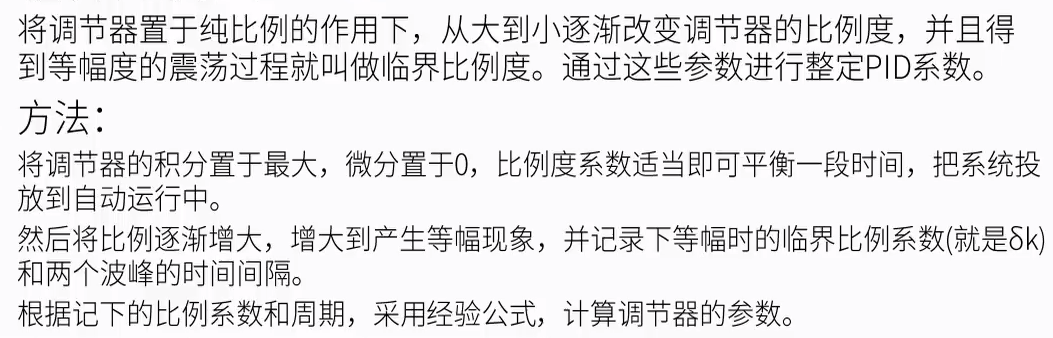 将调节器置于纯比例的作用下，从大到小逐渐改变调节器的比例度，并且得
到等幅度的震荡过程就叫做临界比例度。通过这些参数进行整定PID系数。
方法：
将调节器的积分置于最大，微分置于0，比例度系数适当即可平衡一段时间，把系统投
放到自动运行中。
然后将比例逐渐增大，增大到产生等幅现象，并记录下等幅时的临界比例系数(就是δk)
和两个波峰的时间间隔。
根据记下的比例系数和周期，采用经验公式，计算调节器的参数。